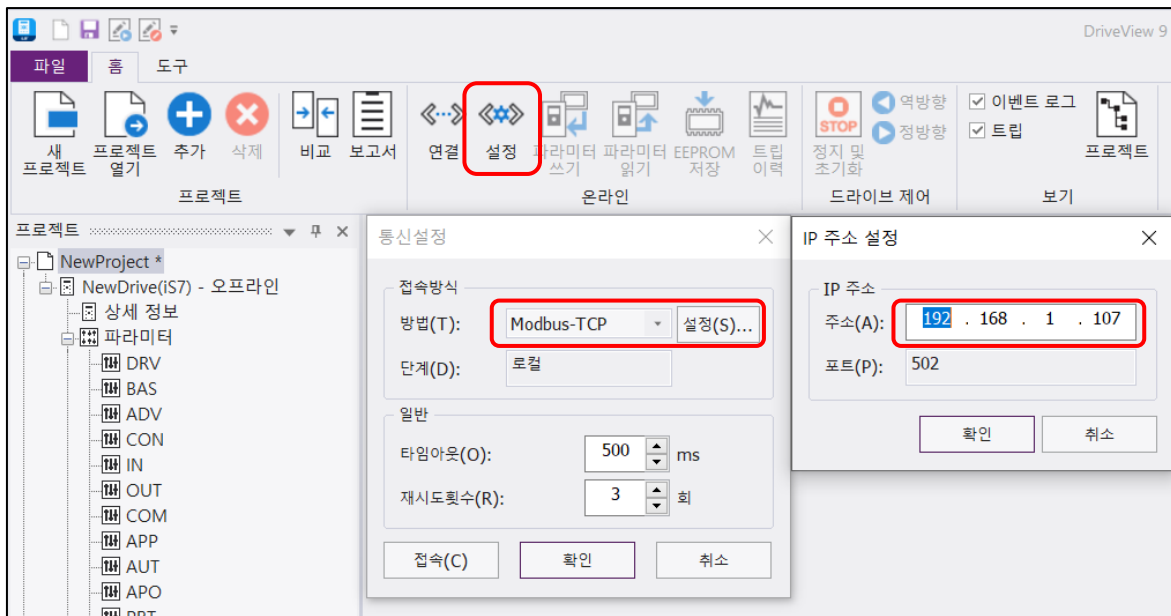 DriveView 9
파일 홈 도구
새 프로젝트
프로젝트 열기
추가
삭제
비교
보고서
프로젝트
연결
설정
파라미터 쓰기
파라미터 읽기
EEPROM 저장
트립 이력
온라인
STOP
정지 및 초기화
역방향
정방향
드라이브 제어
이벤트 로그
트립
프로젝트
보기
프로젝트
NewProject *
NewDrive(iS7) - 오프라인
상세 정보
파라미터
DRV
BAS
ADV
CON
IN
OUT
COM
APP
AUT
APO
PRT
통신설정
접속방식
방법(T): Modbus-TCP 설정(S)...
단계(D): 로컬
일반
타임아웃(O): 500 ms
재시도횟수(R): 3 회
접속(C) 확인 취소
IP 주소 설정
IP 주소
주소(A): 192 . 168 . 1 . 107
포트(P): 502
확인 취소